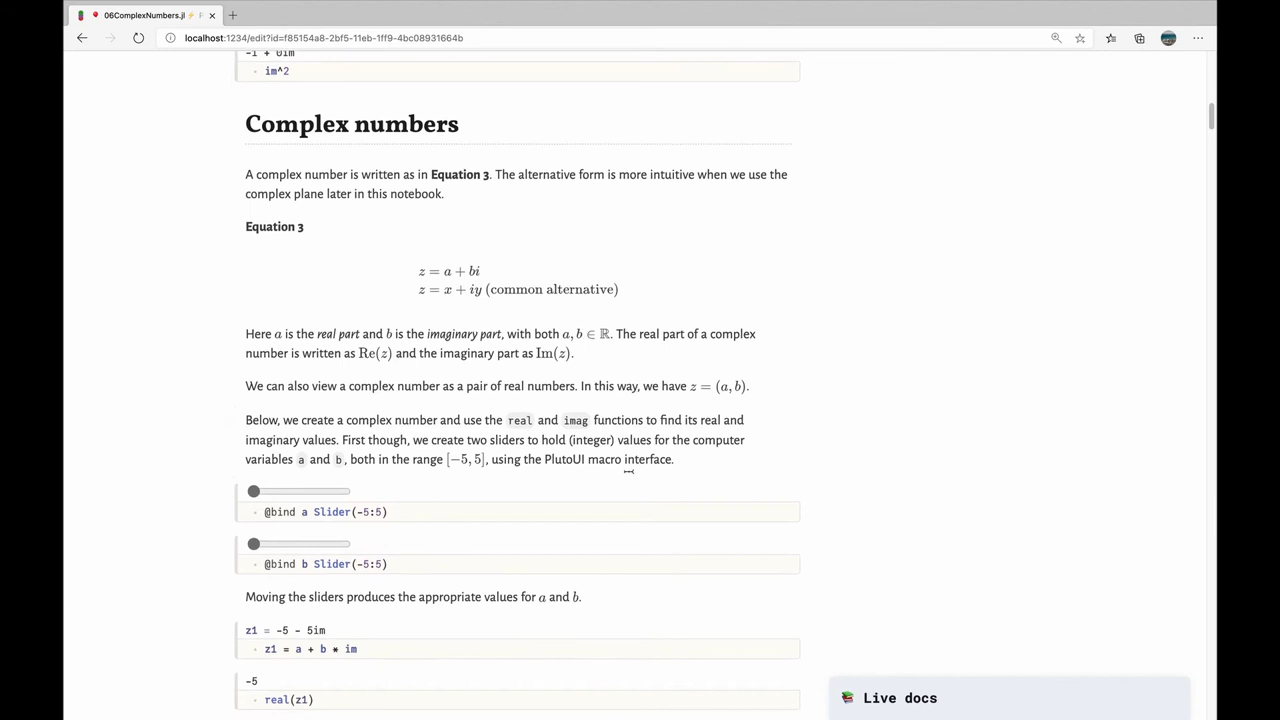 06ComplexNumbers.jl ⚡ F
localhost:1234/edit?id=f85154a8-2bf5-11eb-1ff9-4bc08931664b
-1 + 0im
im^2
Complex numbers
A complex number is written as in Equation 3. The alternative form is more intuitive when we use the
complex plane later in this notebook.
Equation 3
z = a + bi
z = x + iy (common alternative)
Here a is the real part and b is the imaginary part, with both a, b ∈ ℝ. The real part of a complex
number is written as Re(z) and the imaginary part as Im(z).
We can also view a complex number as a pair of real numbers. In this way, we have z = (a, b).
Below, we create a complex number and use the real and imag functions to find its real and
imaginary values. First though, we create two sliders to hold (integer) values for the computer
variables a and b, both in the range [−5, 5], using the PlutoUI macro interface.
@bind a Slider(-5:5)
@bind b Slider(-5:5)
Moving the sliders produces the appropriate values for a and b.
z1 = -5 - 5im
z1 = a + b * im
-5
real(z1)
Live docs